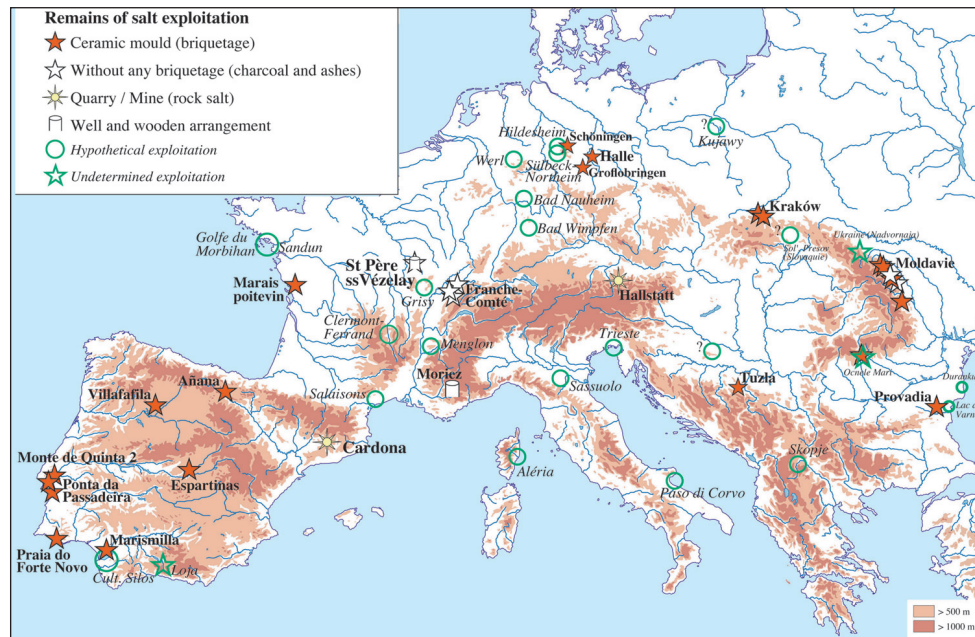 Remains of salt exploitation
Ceramic mould (briquetage)
Without any briquetage (charcoal and ashes)
Quarry / Mine (rock salt)
Well and wooden arrangement
Hypothetical exploitation
Undetermined exploitation
Hildesheim
Schöningen
Werl
Sülbeck
Northeim
Halle
Großobringen
?
Kujawy
Bad Nauheim
Bad Wimpfen
Kraków
?
Sol' Presov
(Slovaquie)
Ukraine (Nadvornaja)
Moldavie
Golfe du
Morbihan
Sandun
St Père
ssVézelay
Grisy
Franche-
Comté
Hallstatt
Marais
poitevin
Clermont-
Ferrand
Menglon
Trieste
?
Moriez
Sassuolo
Salaisons
Ocnele Mari
Tuzla
Provadia
Durankulak
Lac de
Varna
Añana
Villafafila
Cardona
Monte de Quinta 2
Ponta da
Passadeira
Espartinas
Aléria
Paso di Corvo
Skopje
Praia do
Forte Novo
Marismilla
Cult. Silos
Loja
> 500 m
> 1000 m